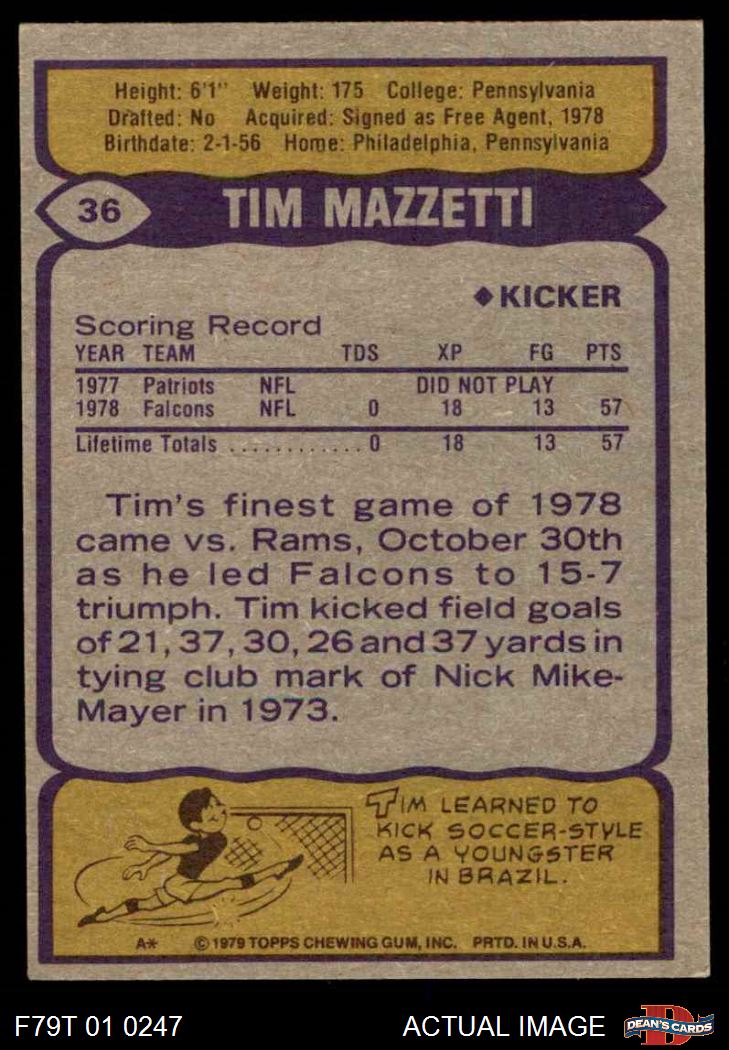 Height: 6'1" Weight: 175 College: Pennsylvania
Drafted: No Acquired: Signed as Free Agent, 1978
Birthdate: 2-1-56 Home: Philadelphia, Pennsylvania
36 TIM MAZZETTI
◆KICKER
Scoring Record
YEAR TEAM TDS XP FG PTS
1977 Patriots NFL DID NOT PLAY
1978 Falcons NFL 0 18 13 57
Lifetime Totals ............ 0 18 13 57
Tim's finest game of 1978
came vs. Rams, October 30th
as he led Falcons to 15-7
triumph. Tim kicked field goals
of 21, 37, 30, 26 and 37 yards in
tying club mark of Nick Mike-
Mayer in 1973.
TIM LEARNED TO
KICK SOCCER-STYLE
AS A YOUNGSTER
IN BRAZIL.
A* © 1979 TOPPS CHEWING GUM, INC. PRTD. IN U.S.A.
F79T 01 0247 ACTUAL IMAGE D DEAN'S CARDS